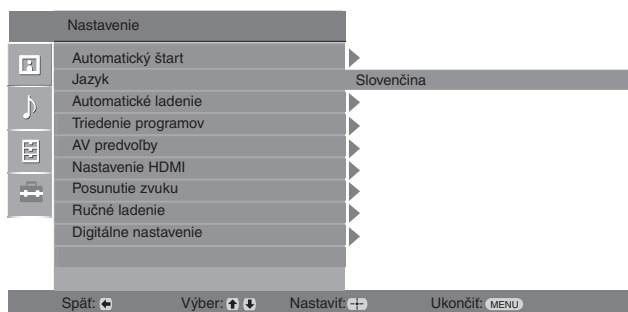 Nastavenie
Automatický štart
Jazyk Slovenčina
Automatické ladenie
Triedenie programov
AV predvoľby
Nastavenie HDMI
Posunutie zvuku
Ručné ladenie
Digitálne nastavenie
Späť: Výber: Nastaviť: Ukončiť: MENU